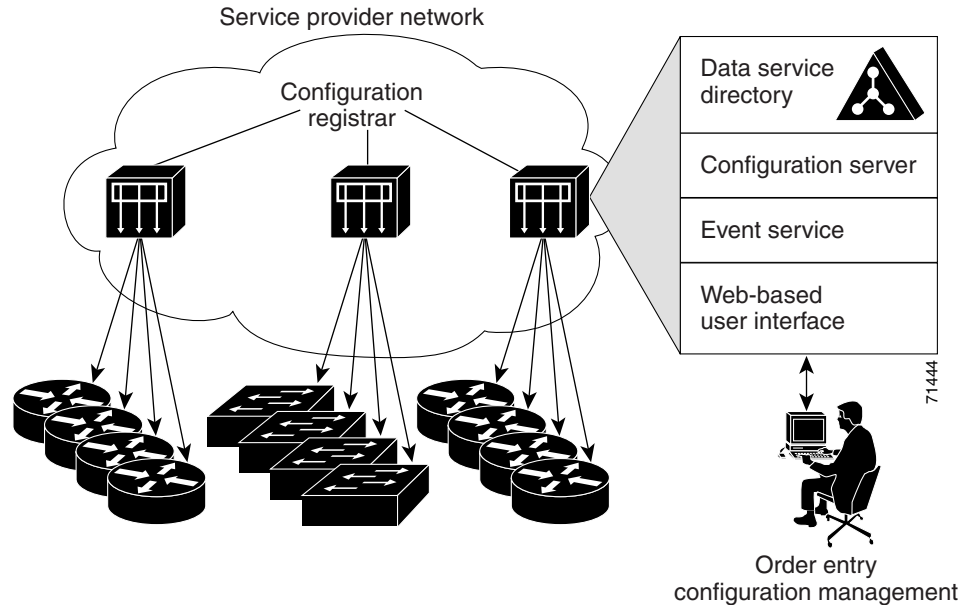 Service provider network
Configuration
registrar
Data service
directory
Configuration server
Event service
Web-based
user interface
71444
Order entry
configuration management